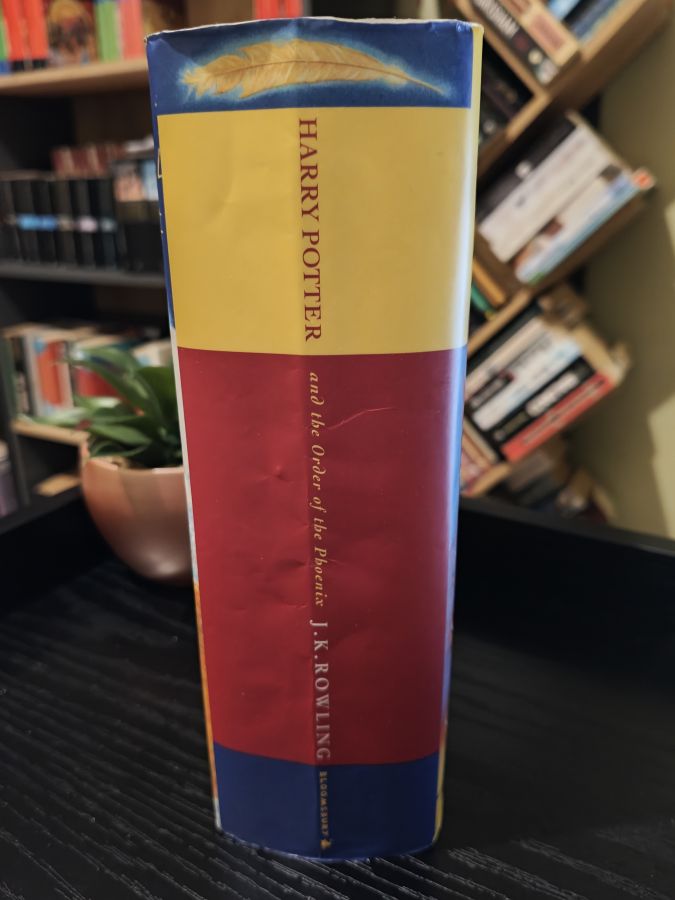 HARRY POTTER
and the Order of the Phoenix
J.K.ROWLING
BLOOMSBURY